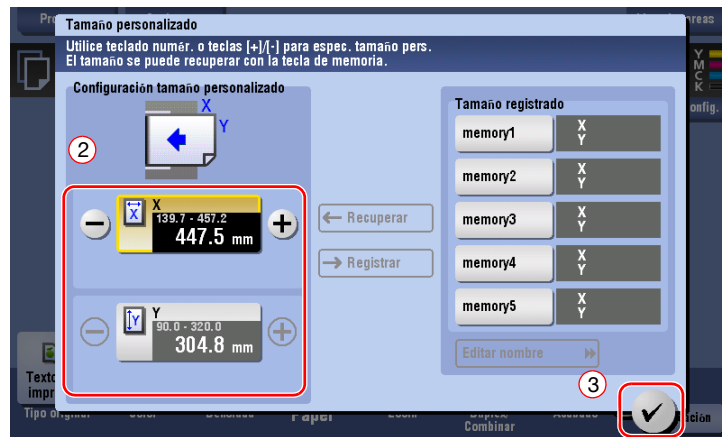 Tamaño personalizado
Utilice teclado numér. o teclas [+]/[-] para espec. tamaño pers.
El tamaño se puede recuperar con la tecla de memoria.
Configuración tamaño personalizado
X
Y
2
X
X
139.7 - 457.2
447.5 mm
Y
Y
90.0 - 320.0
304.8 mm
← Recuperar
→ Registrar
Tamaño registrado
memory1
X
Y
memory2
X
Y
memory3
X
Y
memory4
X
Y
memory5
X
Y
Editar nombre
3
Y
M
C
K
Tipo
Papel
Combinar